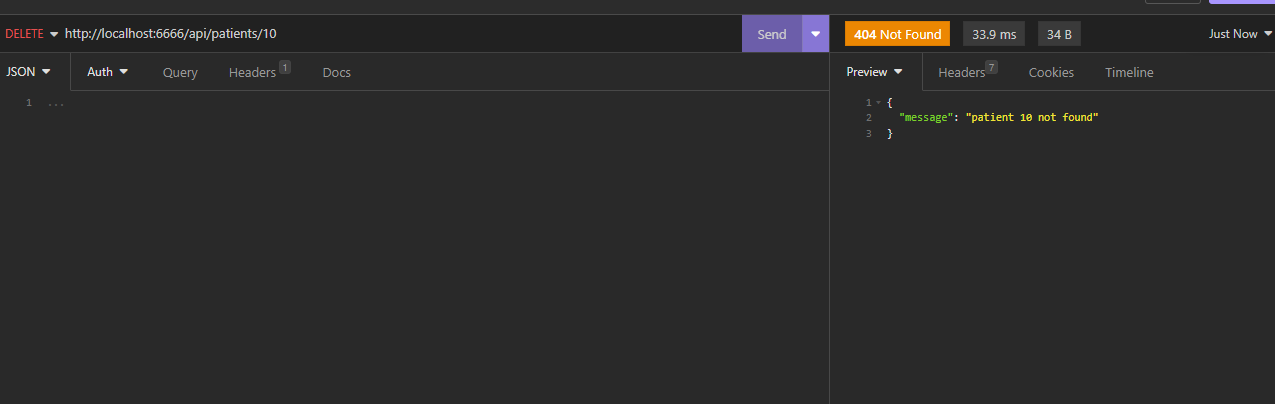 DELETE http://localhost:6666/api/patients/10 Send 404 Not Found 33.9 ms 34 B Just Now
JSON Auth Query Headers 1 Docs Preview Headers 7 Cookies Timeline
1 ...
1 {
2 "message": "patient 10 not found"
3 }